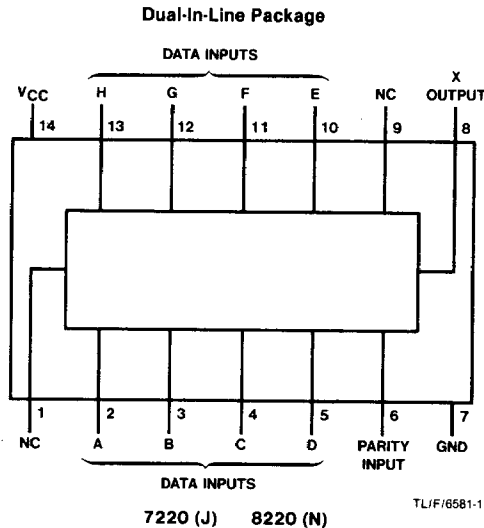 Dual-In-Line Package
DATA INPUTS
VCC H G F E NC X OUTPUT
14 13 12 11 10 9 8
1 2 3 4 5 6 7
NC A B C D PARITY INPUT GND
DATA INPUTS
TL/F/6581-1
7220 (J) 8220 (N)